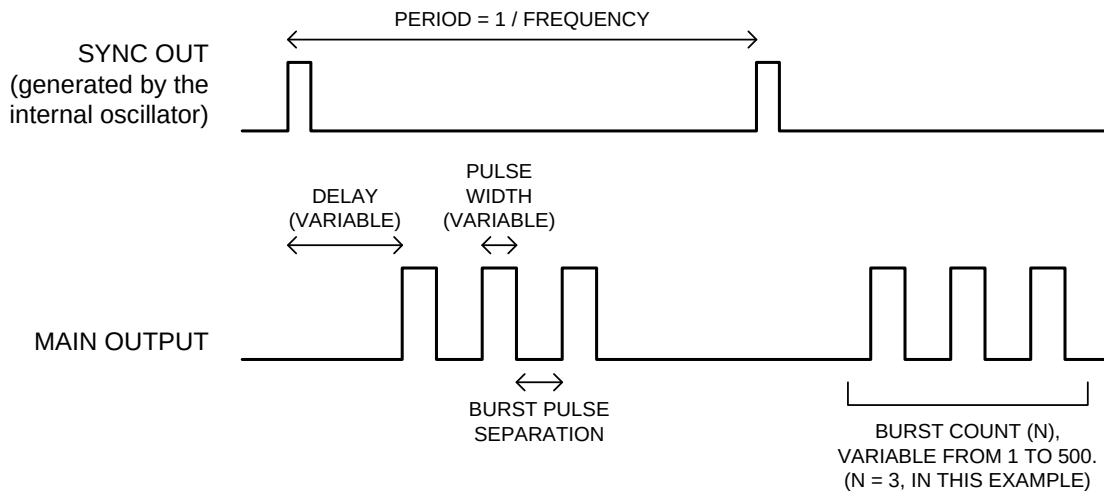 PERIOD = 1 / FREQUENCY
SYNC OUT
(generated by the
internal oscillator)
DELAY
(VARIABLE)
PULSE
WIDTH
(VARIABLE)
MAIN OUTPUT
BURST PULSE
SEPARATION
BURST COUNT (N),
VARIABLE FROM 1 TO 500.
(N = 3, IN THIS EXAMPLE)